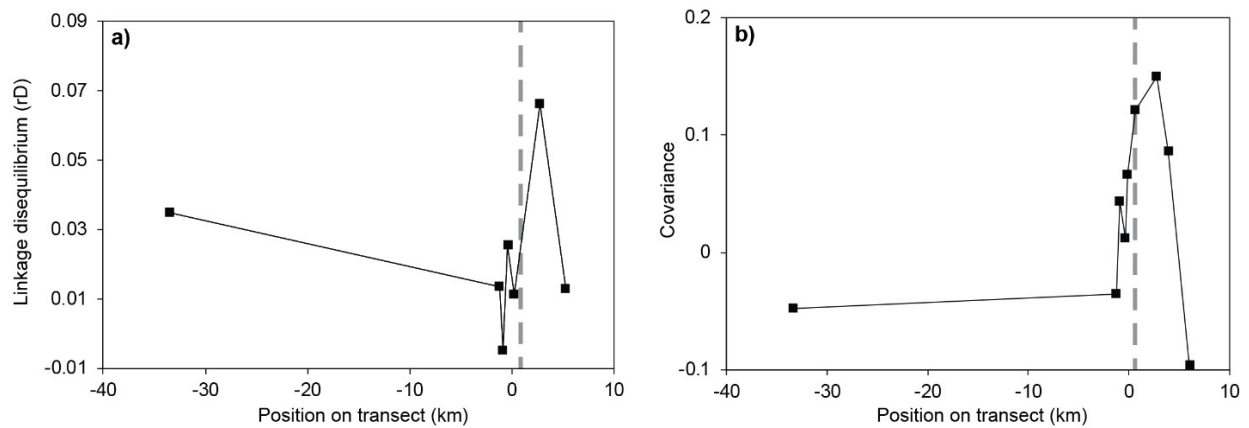 a)
Linkage disequilibrium (rD)
0.09
0.07
0.05
0.03
0.01
-0.01
-40 -30 -20 -10 0 10
Position on transect (km)
b)
Covariance
0.2
0.1
0
-0.1
-40 -30 -20 -10 0 10
Position on transect (km)